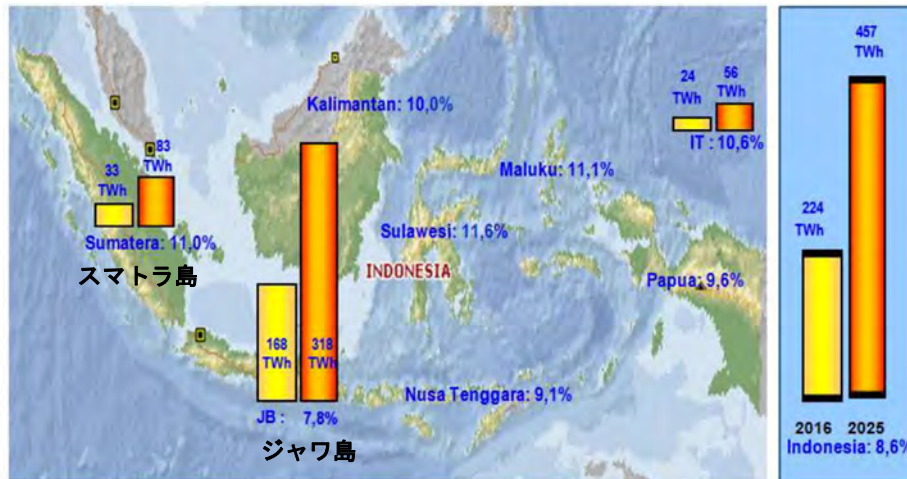 Kalimantan: 10,0%
24
TWh
56
TWh
IT : 10,6%
33
TWh
83
TWh
Sumatera: 11,0%
スマトラ島
Maluku: 11,1%
Sulawesi: 11,6%
INDONESIA
Papua: 9,6%
168
TWh
318
TWh
Nusa Tenggara: 9,1%
JB : 7,8%
ジャワ島
457
TWh
224
TWh
2016 2025
Indonesia: 8,6%